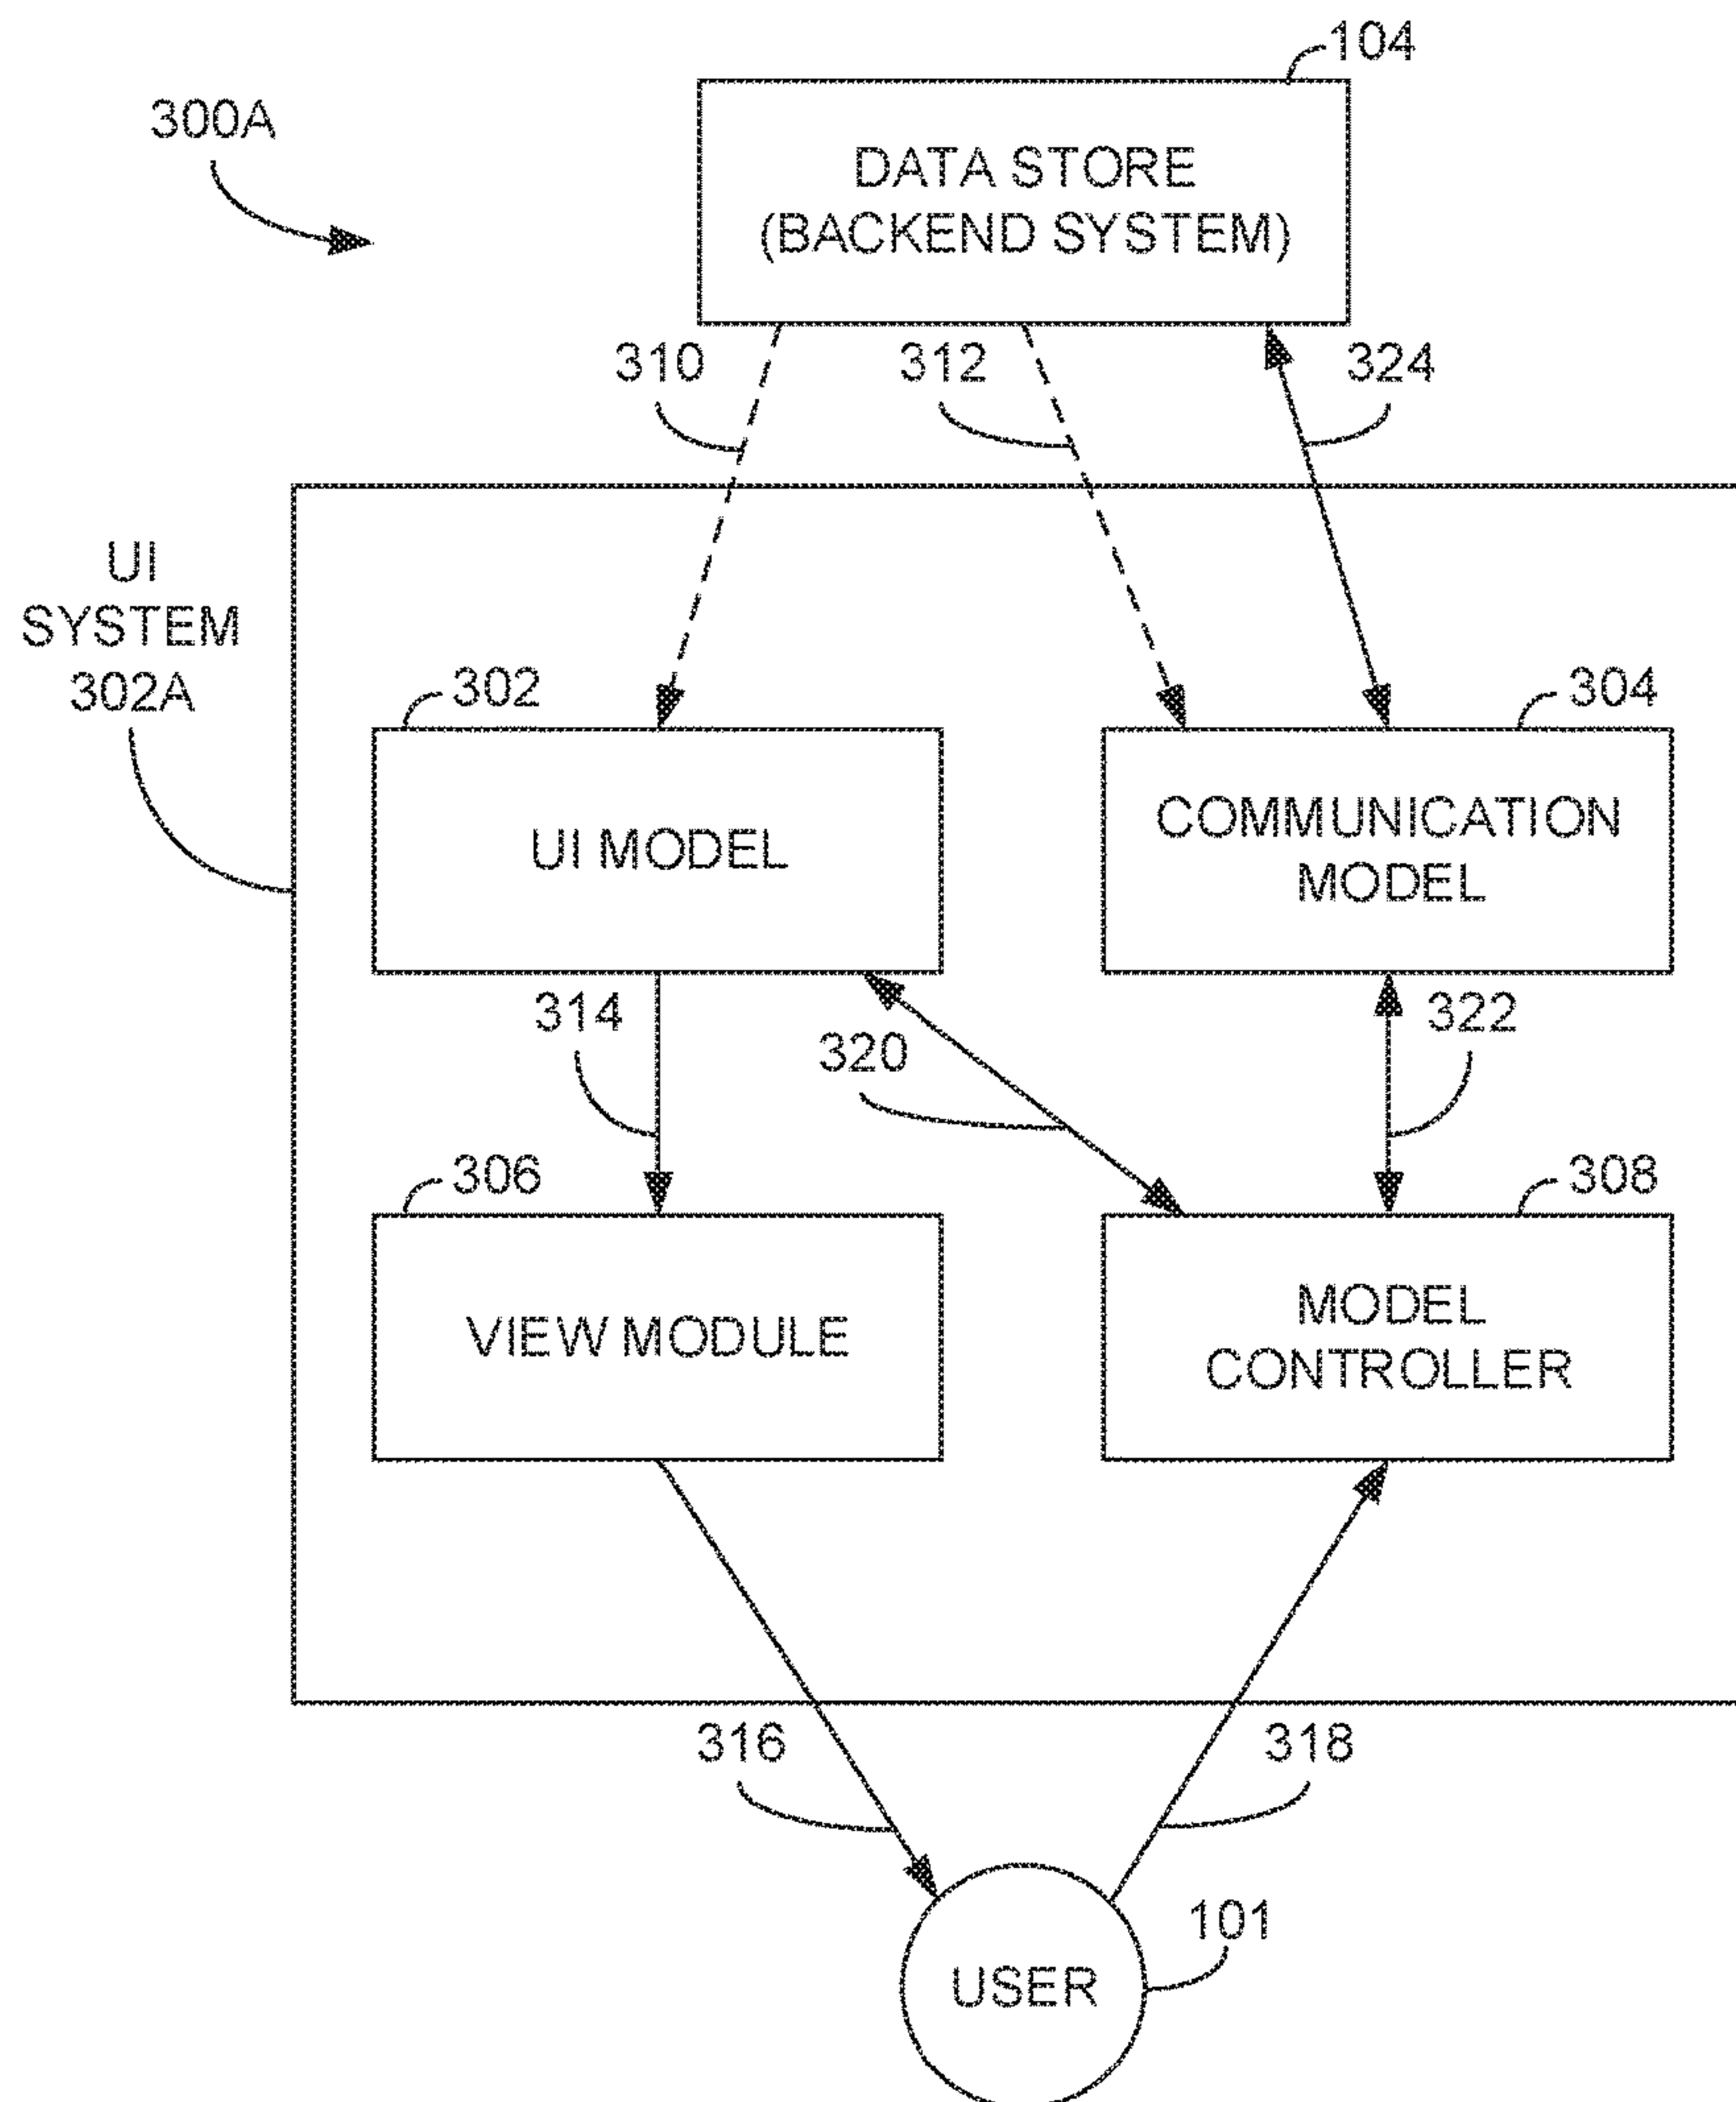 104
300A
DATA STORE
(BACKEND SYSTEM)
310
312
324
UI
SYSTEM
302A
302
304
UI MODEL
COMMUNICATION
MODEL
314
320
322
306
308
VIEW MODULE
MODEL
CONTROLLER
316
318
101
USER